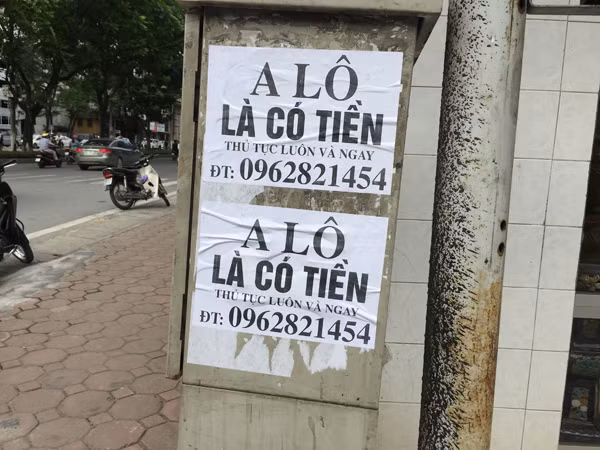 A LÔ
LÀ CÓ TIỀN
THỦ TỤC LUÔN VÀ NGAY
ĐT: 0962821454
A LÔ
LÀ CÓ TIỀN
THỦ TỤC LUÔN VÀ NGAY
ĐT: 0962821454